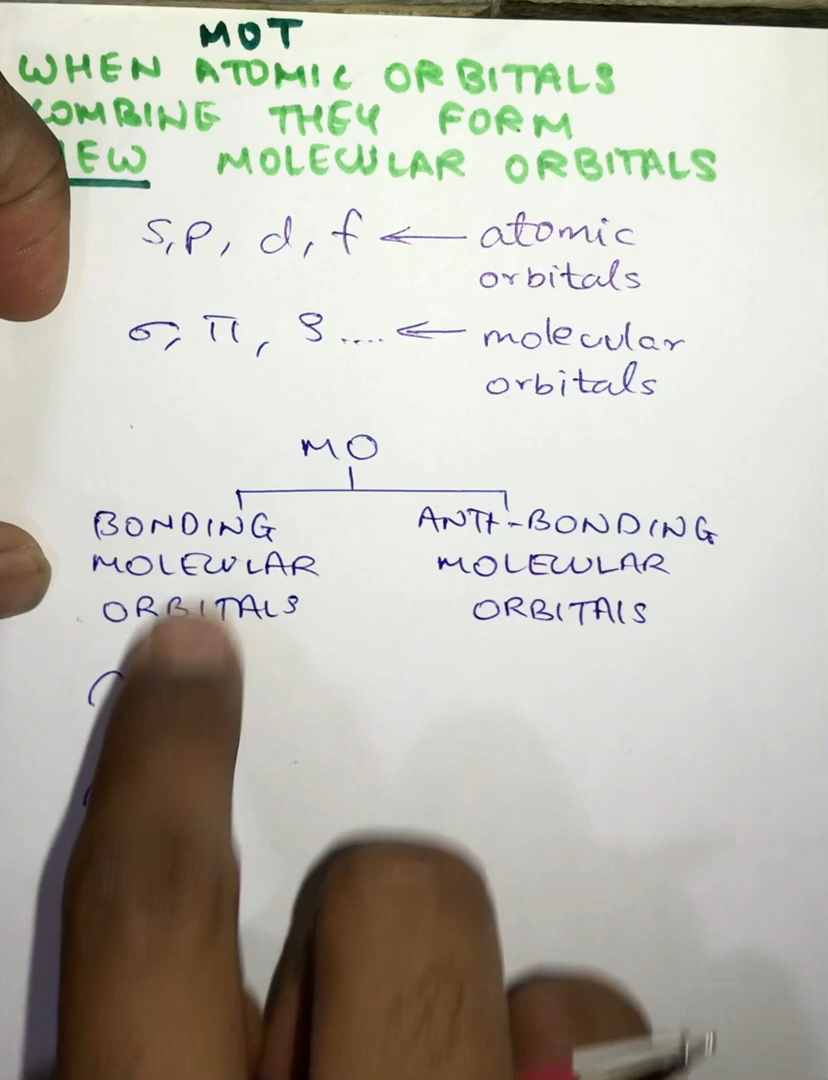 MOT
WHEN ATOMIC ORBITALS
COMBINE THEY FORM
NEW MOLECULAR ORBITALS
s, p, d, f ← atomic
orbitals
σ, π, δ .... ← molecular
orbitals
MO
BONDING
MOLECULAR
ORBITALS
ANTI-BONDING
MOLECULAR
ORBITALS